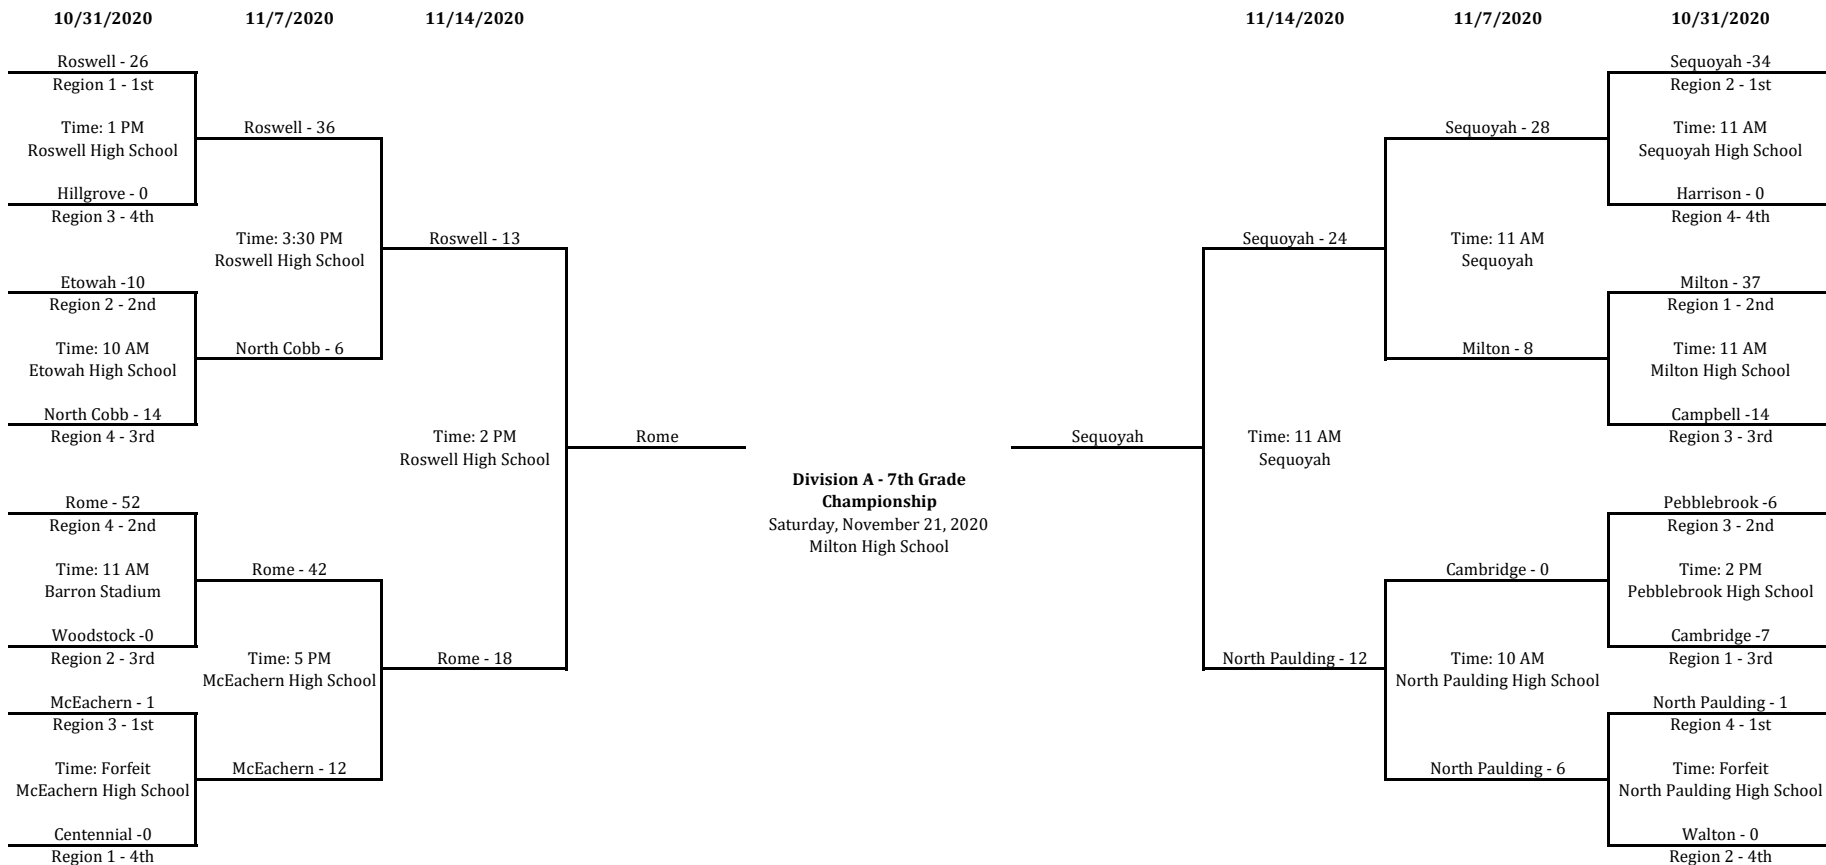 10/31/2020
11/7/2020
11/14/2020
11/14/2020
11/7/2020
10/31/2020
Roswell - 26
Region 1 - 1st
Time: 1 PM
Roswell High School
Hillgrove - 0
Region 3 - 4th
Etowah -10
Region 2 - 2nd
Time: 10 AM
Etowah High School
North Cobb - 14
Region 4 - 3rd
Rome - 52
Region 4 - 2nd
Time: 11 AM
Barron Stadium
Woodstock -0
Region 2 - 3rd
McEachern - 1
Region 3 - 1st
Time: Forfeit
McEachern High School
Centennial -0
Region 1 - 4th
Roswell - 36
Time: 3:30 PM
Roswell High School
North Cobb - 6
Rome - 42
Time: 5 PM
McEachern High School
McEachern - 12
Roswell - 13
Time: 2 PM
Roswell High School
Rome - 18
Rome
Division A - 7th Grade
Championship
Saturday, November 21, 2020
Milton High School
Sequoyah
Sequoyah - 24
Time: 11 AM
Sequoyah
North Paulding - 12
Sequoyah - 28
Time: 11 AM
Sequoyah
Milton - 8
Cambridge - 0
Time: 10 AM
North Paulding High School
North Paulding - 6
Sequoyah -34
Region 2 - 1st
Time: 11 AM
Sequoyah High School
Harrison - 0
Region 4- 4th
Milton - 37
Region 1 - 2nd
Time: 11 AM
Milton High School
Campbell -14
Region 3 - 3rd
Pebblebrook -6
Region 3 - 2nd
Time: 2 PM
Pebblebrook High School
Cambridge -7
Region 1 - 3rd
North Paulding - 1
Region 4 - 1st
Time: Forfeit
North Paulding High School
Walton - 0
Region 2 - 4th